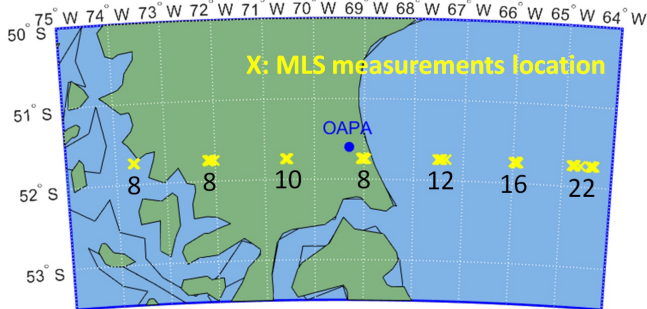 75° W 74° W 73° W 72° W 71° W 70° W 69° W 68° W 67° W 66° W 65° W 64° W
50° S
X: MLS measurements location
51° S
OAPA
52° S
8 8 10 8 12 16 22
53° S